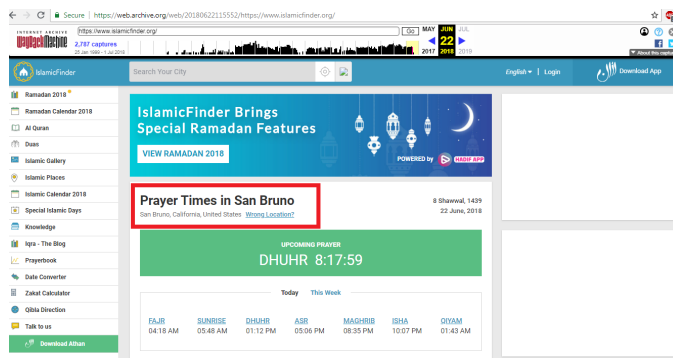 Secure | https://web.archive.org/web/20180622115552/https://www.islamicfinder.org/
INTERNET ARCHIVE
WayBackMachine
https://www.islamicfinder.org/
Go
MAY JUN JUL
22
2017 2018 2019
2,787 captures
25 Jan 1999 - 1 Jul 2018
About this capture
IslamicFinder
Search Your City
English
Login
Download App
Ramadan 2018
Ramadan Calendar 2018
Al Quran
Duas
Islamic Gallery
Islamic Places
Islamic Calendar 2018
Special Islamic Days
Knowledge
Iqra - The Blog
Prayerbook
Date Converter
Zakat Calculator
Qibla Direction
Talk to us
Download Athan
IslamicFinder Brings
Special Ramadan Features
VIEW RAMADAN 2018
POWERED by HADIF APP
Prayer Times in San Bruno
San Bruno, California, United States Wrong Location?
8 Shawwal, 1439
22 June, 2018
UPCOMING PRAYER
DHUHR 8:17:59
Today This Week
FAJR SUNRISE DHUHR ASR MAGHRIB ISHA QIYAM
04:18 AM 05:48 AM 01:12 PM 05:06 PM 08:35 PM 10:07 PM 01:43 AM